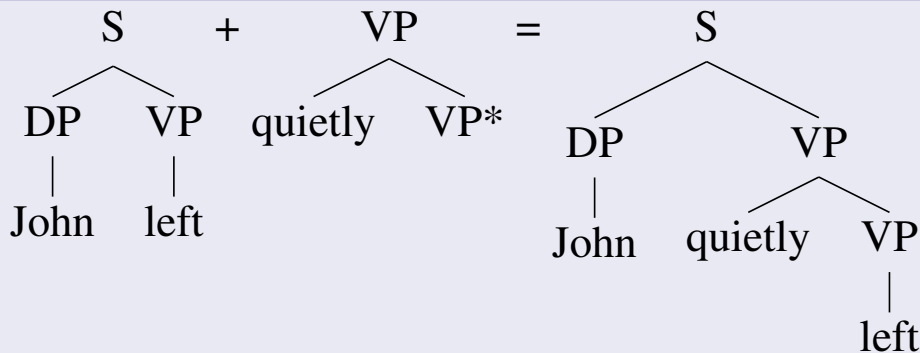 S + VP = S
DP VP quietly VP* DP VP
John left John quietly VP
left